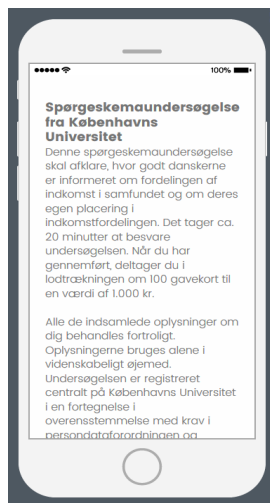 100%
Spørgeskemaundersøgelse
fra Københavns
Universitet
Denne spørgeskemaundersøgelse
skal afklare, hvor godt danskerne
er informeret om fordelingen af
indkomst i samfundet og om deres
egen placering i
indkomstfordelingen. Det tager ca.
20 minutter at besvare
undersøgelsen. Når du har
gennemført, deltager du i
lodtrækningen om 100 gavekort til
en værdi af 1.000 kr.
Alle de indsamlede oplysninger om
dig behandles fortroligt.
Oplysningerne bruges alene i
videnskabeligt øjemed.
Undersøgelsen er registreret
centralt på Københavns Universitet
i en fortegnelse i
overensstemmelse med krav i
persondataforordningen og